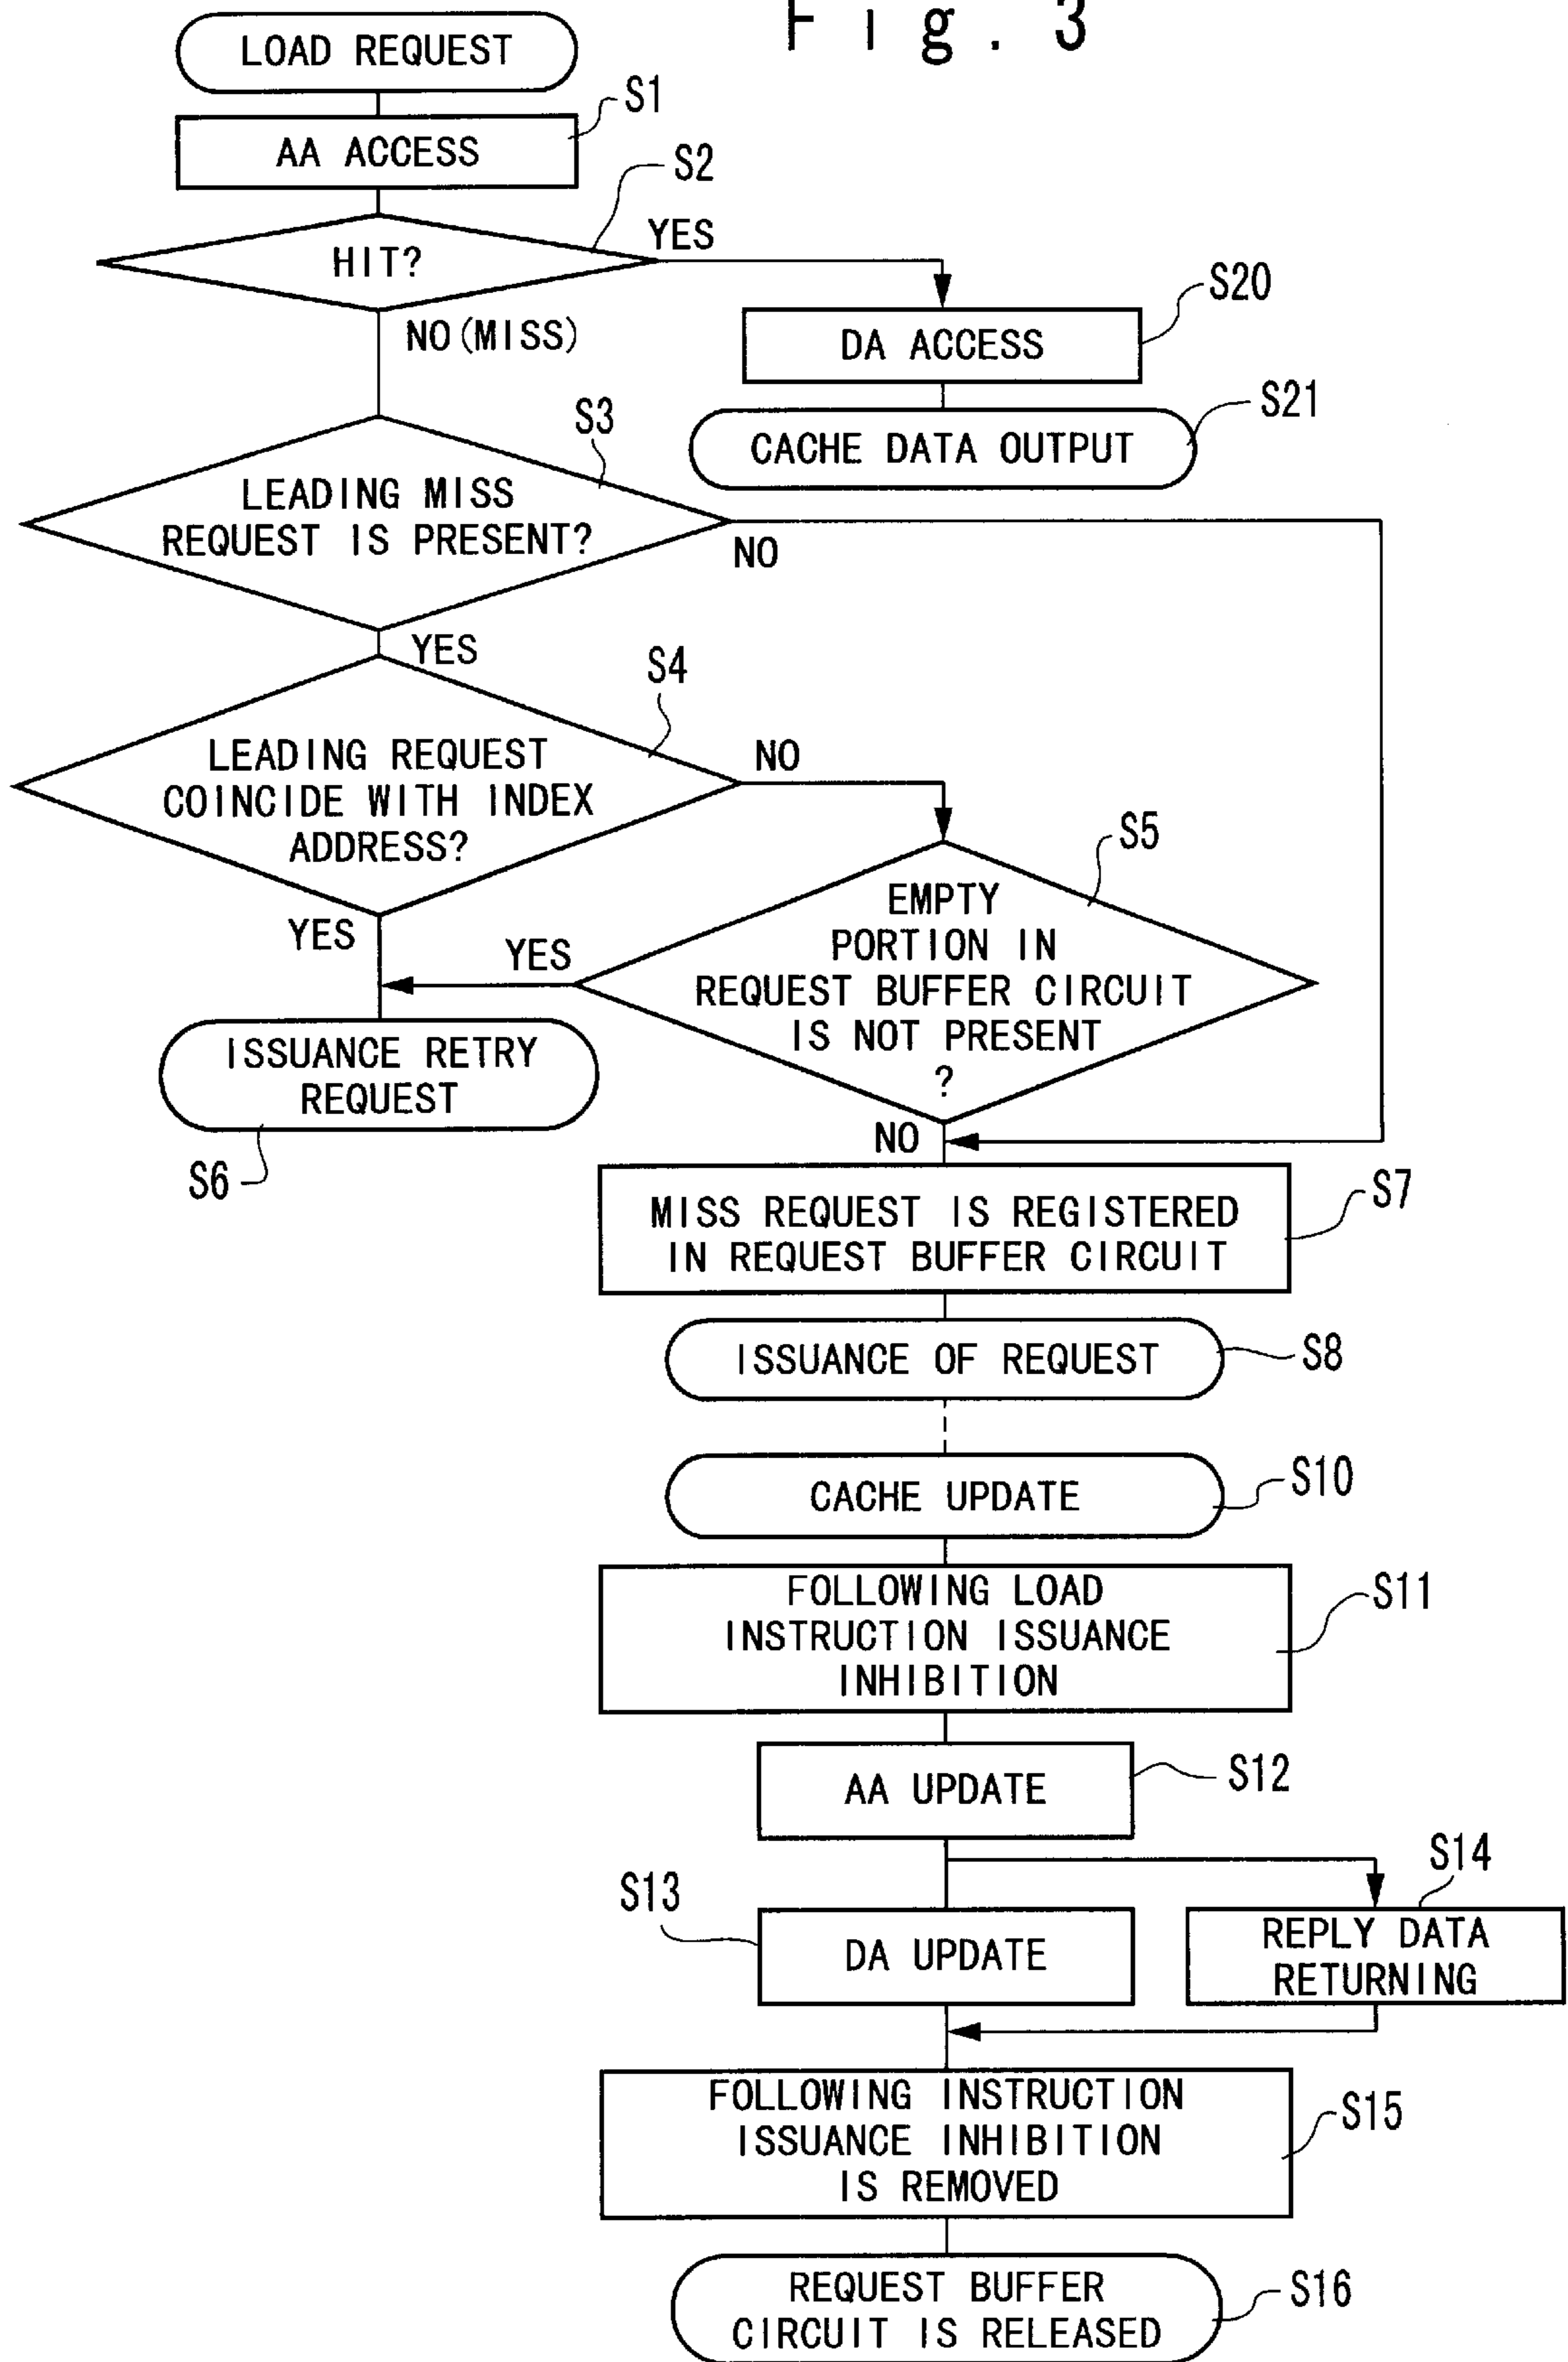 Fig. 3
LOAD REQUEST
S1
AA ACCESS
S2
HIT?
YES
NO(MISS)
S20
DA ACCESS
S21
CACHE DATA OUTPUT
S3
LEADING MISS
REQUEST IS PRESENT?
NO
YES
S4
LEADING REQUEST
COINCIDE WITH INDEX
ADDRESS?
NO
YES
S5
EMPTY
PORTION IN
REQUEST BUFFER CIRCUIT
IS NOT PRESENT
?
YES
NO
ISSUANCE RETRY
REQUEST
S6
S7
MISS REQUEST IS REGISTERED
IN REQUEST BUFFER CIRCUIT
ISSUANCE OF REQUEST
S8
CACHE UPDATE
S10
FOLLOWING LOAD
INSTRUCTION ISSUANCE
INHIBITION
S11
AA UPDATE
S12
S13
DA UPDATE
S14
REPLY DATA
RETURNING
FOLLOWING INSTRUCTION
ISSUANCE INHIBITION
IS REMOVED
S15
REQUEST BUFFER
CIRCUIT IS RELEASED
S16